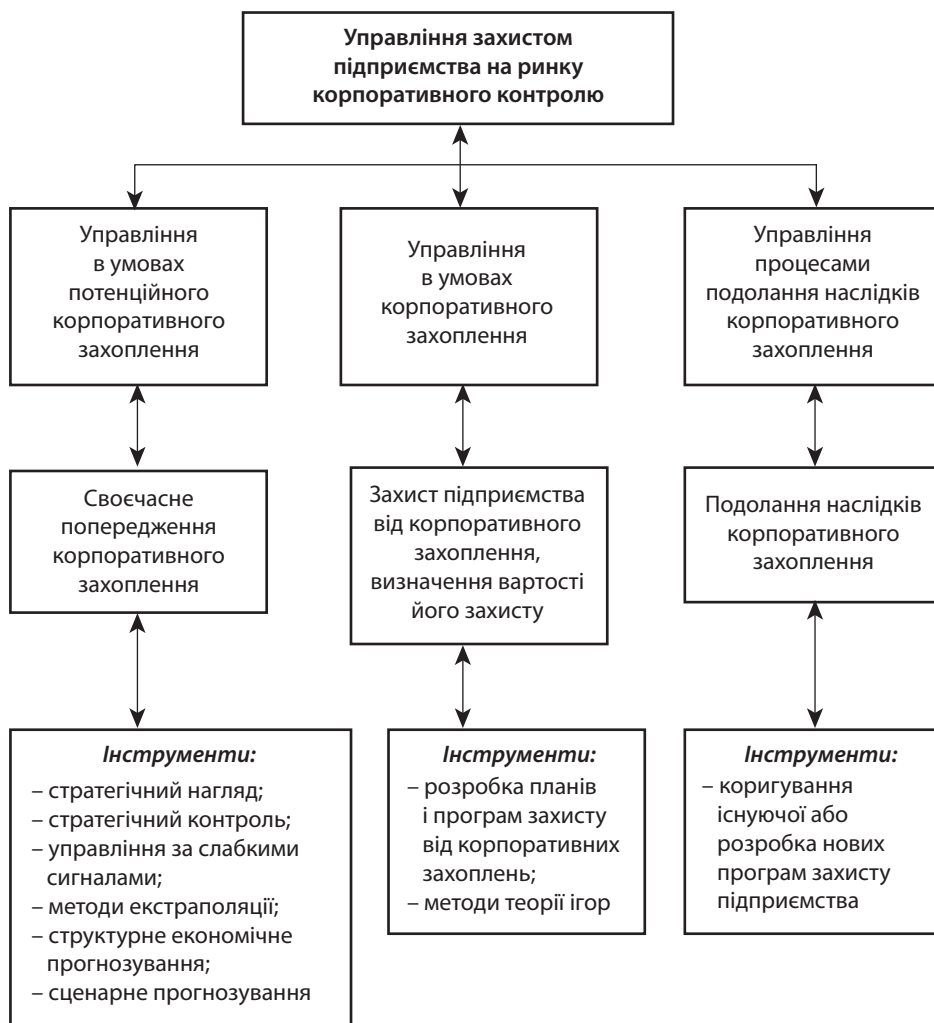 Управління захистом
підприємства на ринку
корпоративного контролю
Управління
в умовах
потенційного
корпоративного
захоплення
Управління
в умовах
корпоративного
захоплення
Управління
процесами
подолання наслідків
корпоративного
захоплення
Своєчасне
попередження
корпоративного
захоплення
Захист підприємства
від корпоративного
захоплення,
визначення вартості
його захисту
Подолання наслідків
корпоративного
захоплення
Інструменти:
– стратегічний нагляд;
– стратегічний контроль;
– управління за слабкими
сигналами;
– методи екстраполяції;
– структурне економічне
прогнозування;
– сценарне прогнозування
Інструменти:
– розробка планів
і програм захисту
від корпоративних
захоплень;
– методи теорії ігор
Інструменти:
– коригування
існуючої або
розробка нових
програм захисту
підприємства